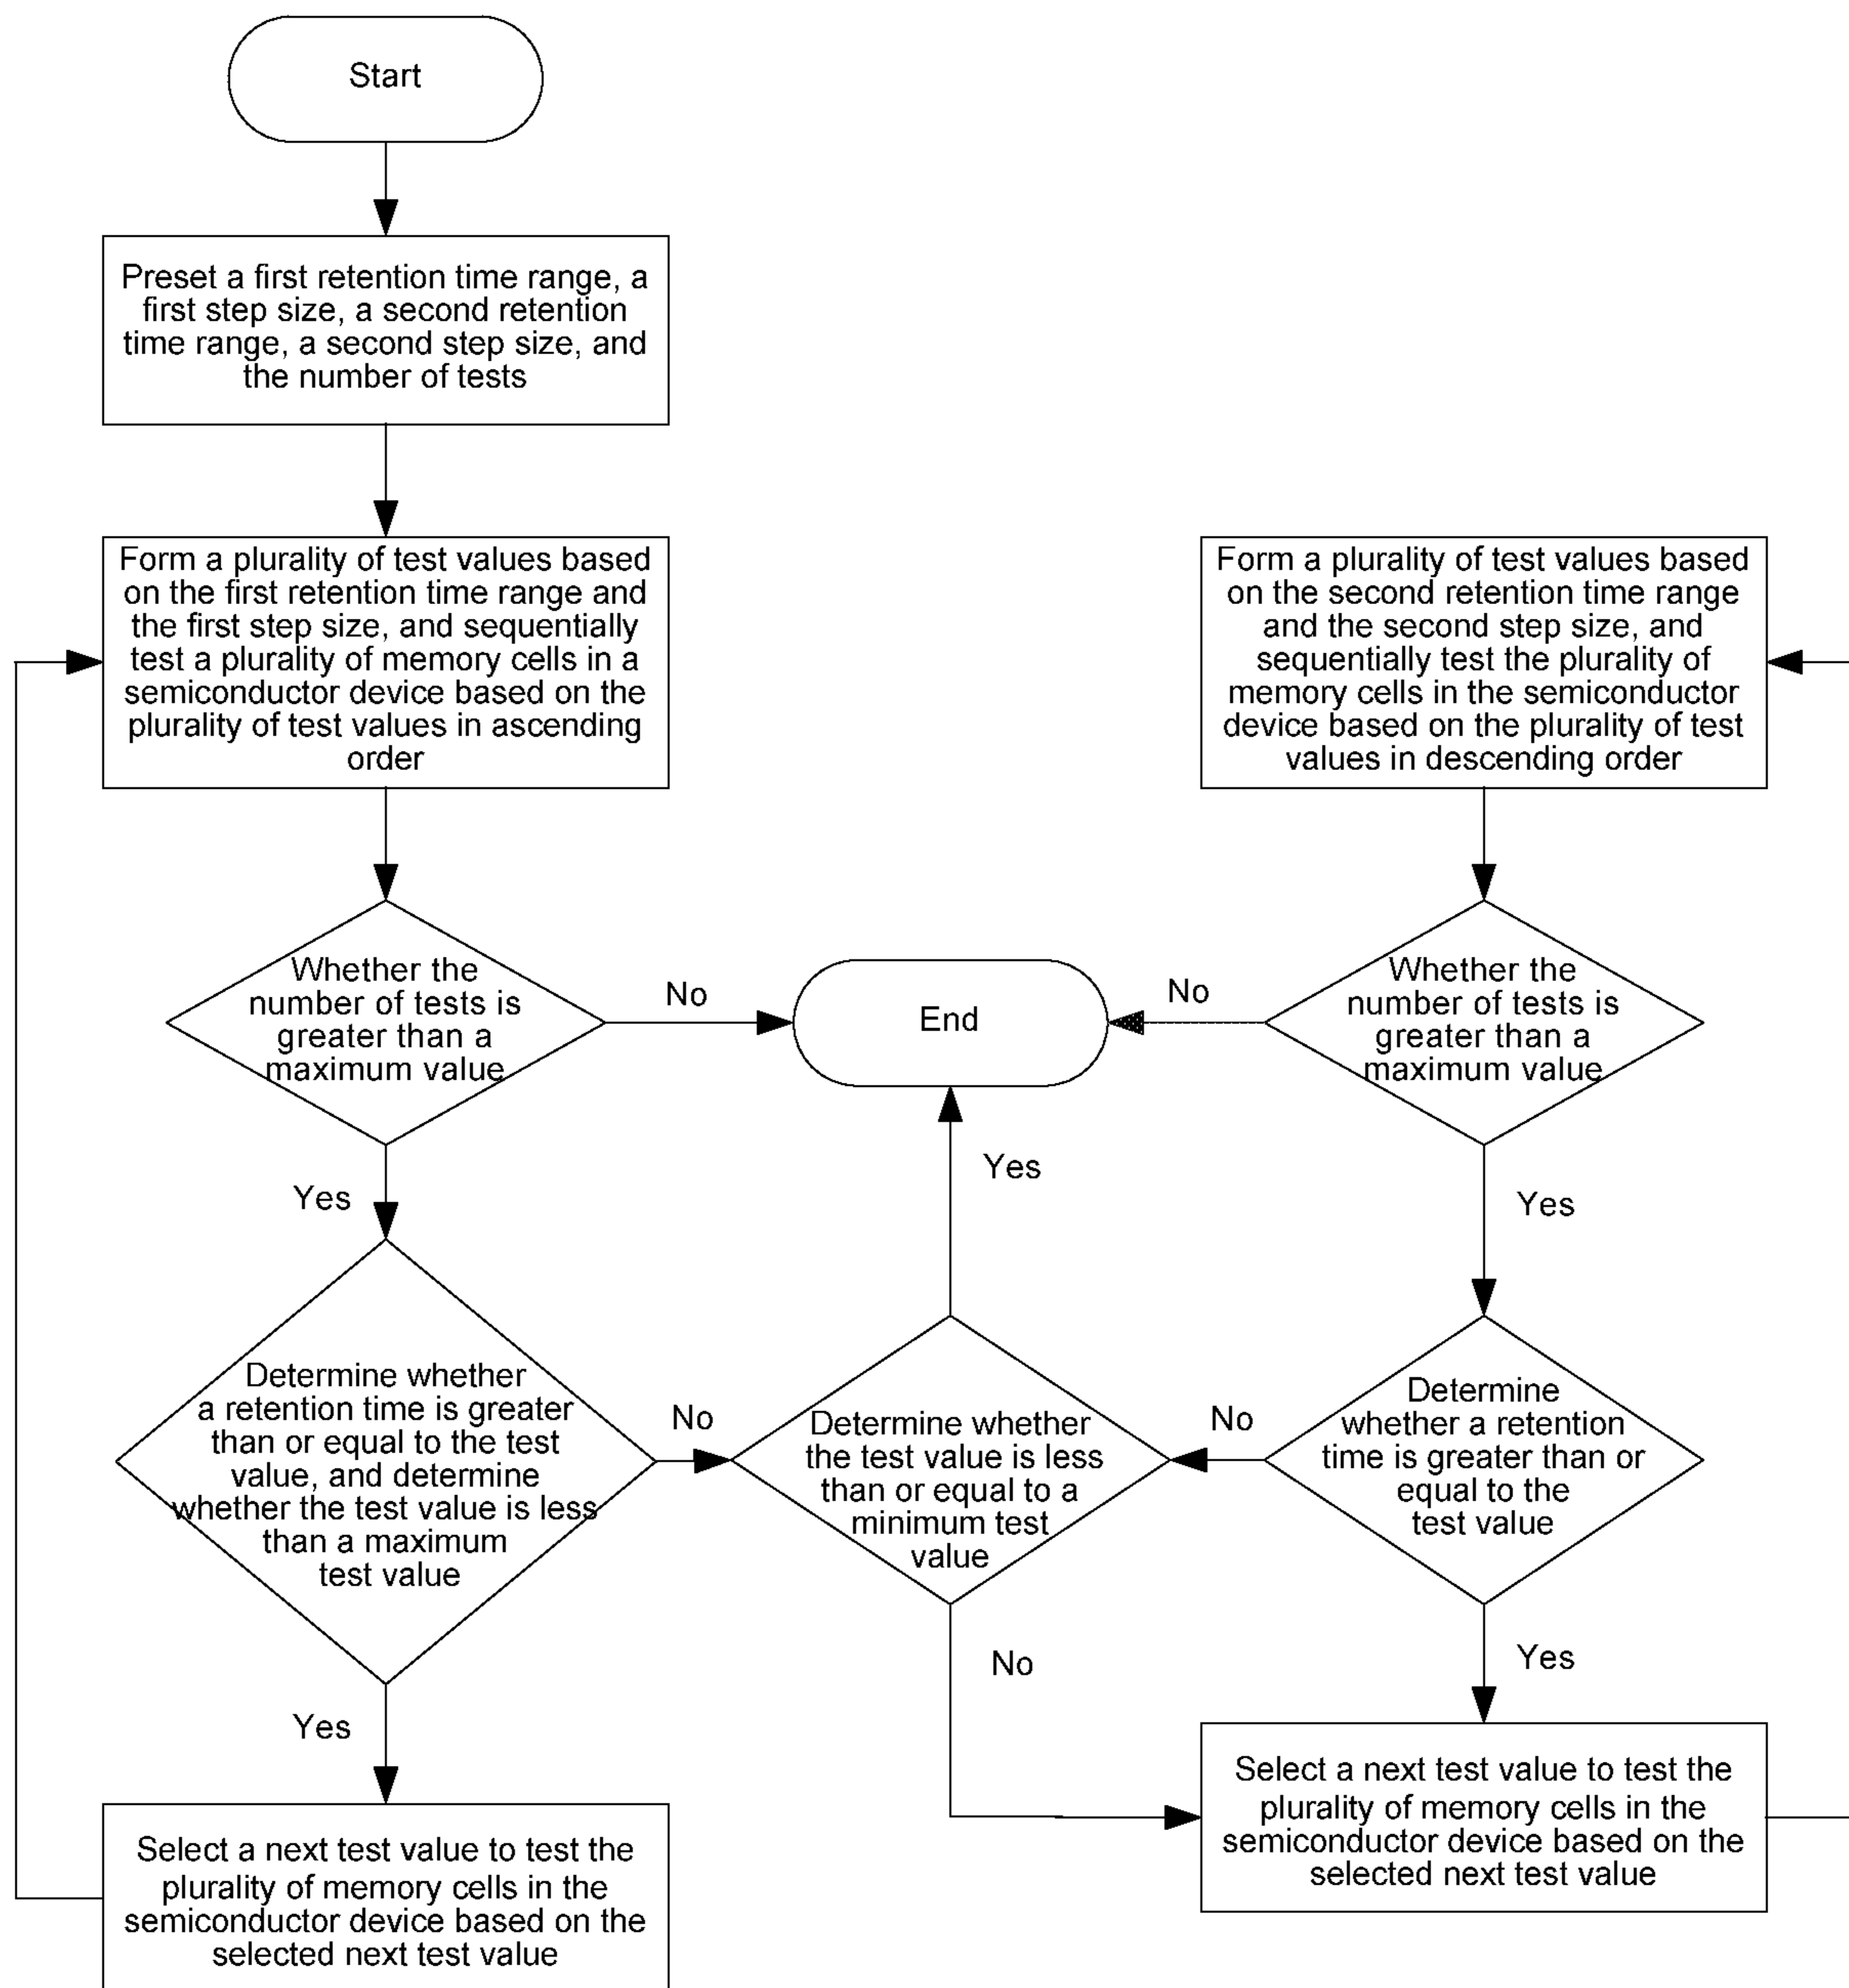 Start
Preset a first retention time range, a
first step size, a second retention
time range, a second step size, and
the number of tests
Form a plurality of test values based
on the first retention time range and
the first step size, and sequentially
test a plurality of memory cells in a
semiconductor device based on the
plurality of test values in ascending
order
Form a plurality of test values based
on the second retention time range
and the second step size, and
sequentially test the plurality of
memory cells in the semiconductor
device based on the plurality of test
values in descending order
Whether the
number of tests is
greater than a
maximum value
No
End
No
Whether the
number of tests is
greater than a
maximum value
Yes
Yes
Yes
Determine whether
a retention time is greater
than or equal to the test
value, and determine
whether the test value is less
than a maximum
test value
No
Determine whether
the test value is less
than or equal to a
minimum test
value
No
Determine
whether a retention
time is greater than or
equal to the
test value
Yes
No
Yes
Select a next test value to test the
plurality of memory cells in the
semiconductor device based on the
selected next test value
Select a next test value to test the
plurality of memory cells in the
semiconductor device based on the
selected next test value